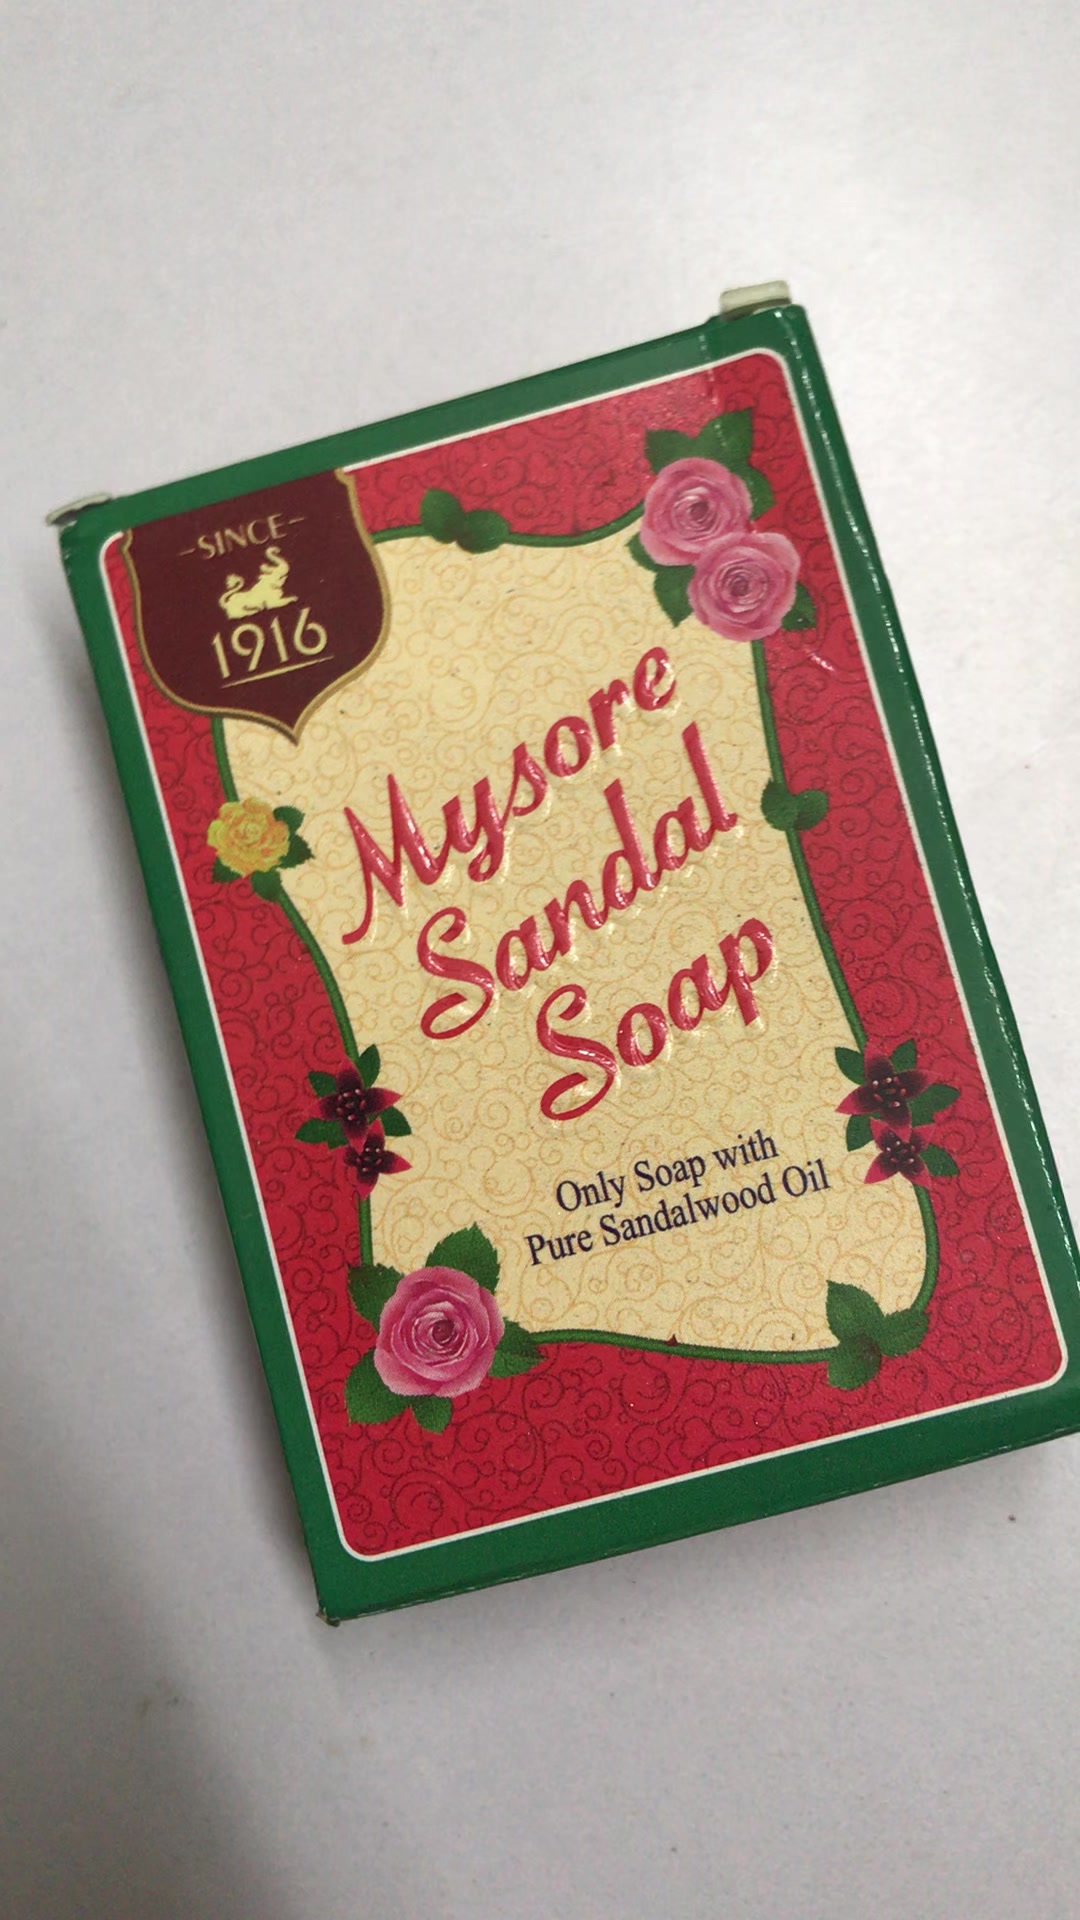 -SINCE-
1916
Mysore
Sandal
Soap
Only Soap with
Pure Sandalwood Oil